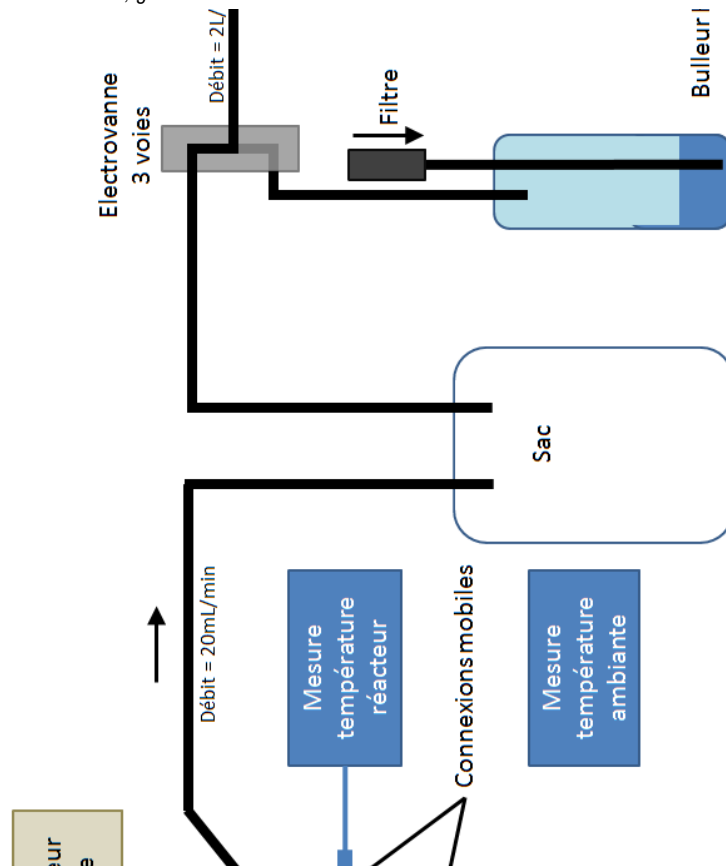 Débit = 2L/
Electrovanne
3 voies
Filtre
Bulleur
Sac
Débit = 20mL/min
Mesure
température
réacteur
Connexions mobiles
Mesure
température
ambiante
eur